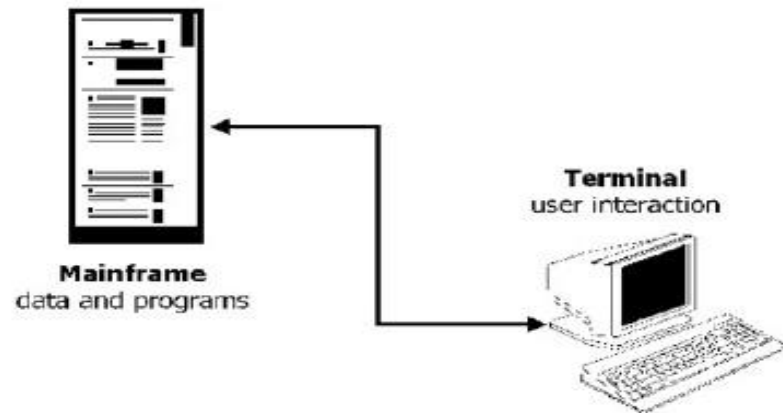 Mainframe
data and programs
Terminal
user interaction